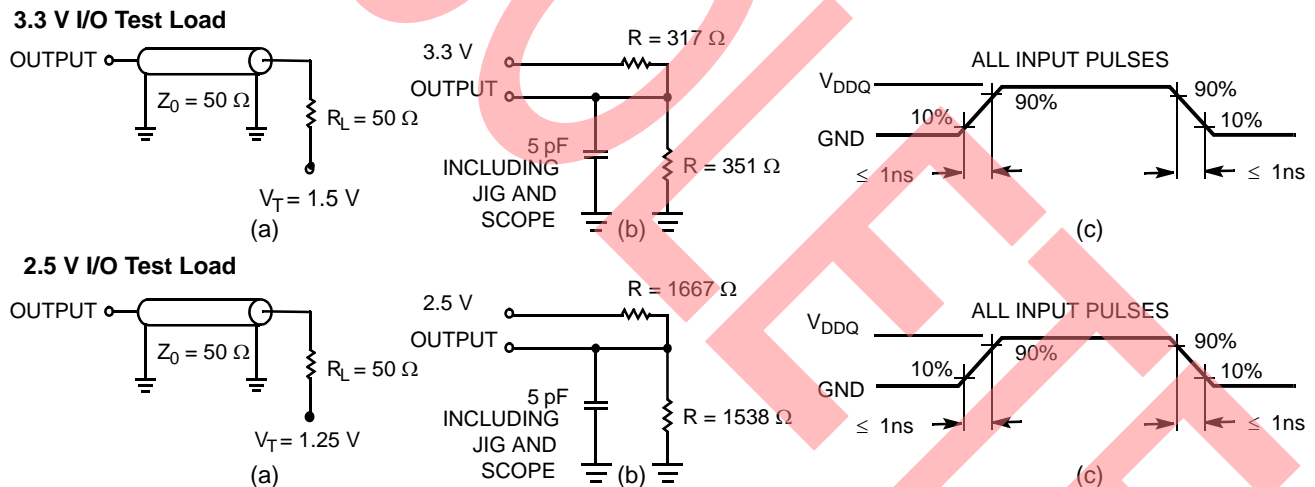 3.3 V I/O Test Load
OUTPUT
Z0 = 50 Ω
RL = 50 Ω
VT = 1.5 V
(a)
3.3 V
OUTPUT
R = 317 Ω
5 pF
INCLUDING
JIG AND
SCOPE
R = 351 Ω
(b)
ALL INPUT PULSES
VDDQ
GND
10%
90%
90%
10%
≤ 1ns
≤ 1ns
(c)
2.5 V I/O Test Load
OUTPUT
Z0 = 50 Ω
RL = 50 Ω
VT = 1.25 V
(a)
2.5 V
OUTPUT
R = 1667 Ω
5 pF
INCLUDING
JIG AND
SCOPE
R = 1538 Ω
(b)
ALL INPUT PULSES
VDDQ
GND
10%
90%
90%
10%
≤ 1ns
≤ 1ns
(c)